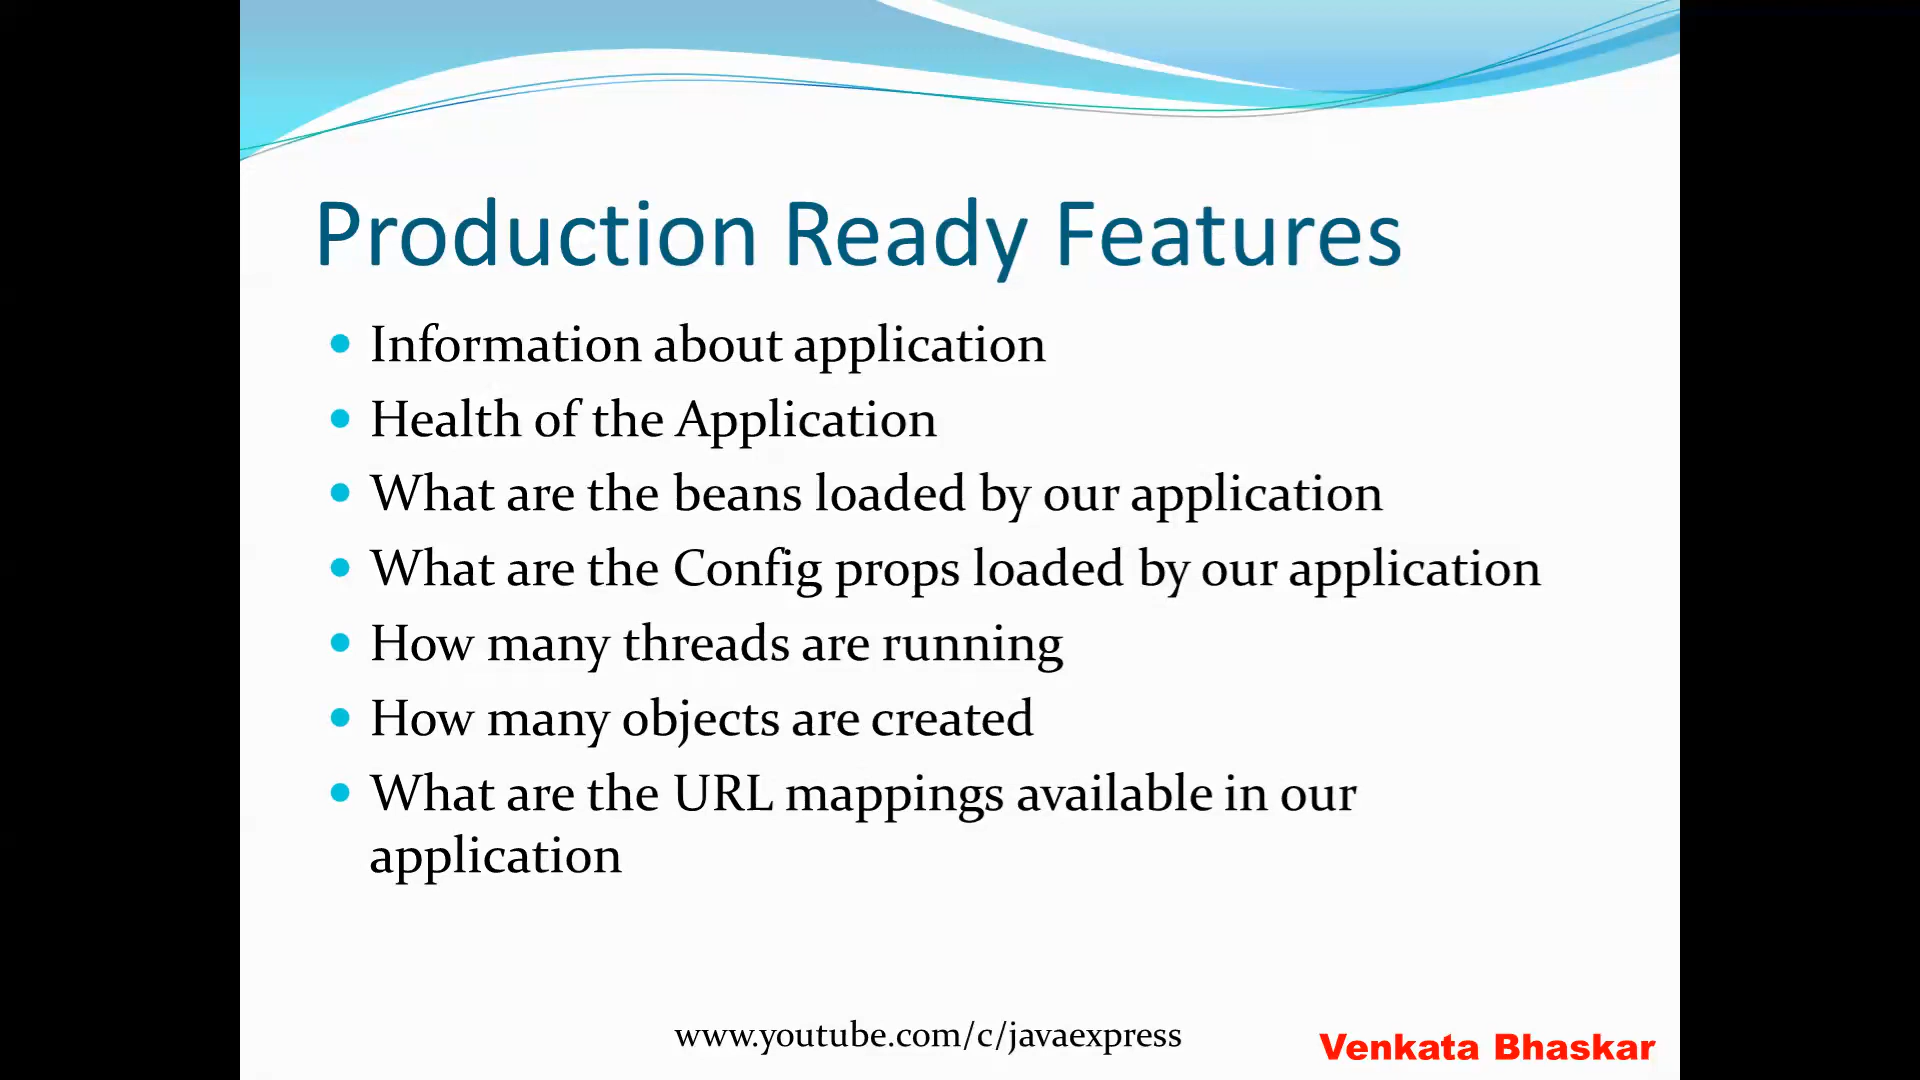 Production Ready Features
Information about application
Health of the Application
What are the beans loaded by our application
What are the Config props loaded by our application
How many threads are running
How many objects are created
What are the URL mappings available in our
application
www.youtube.com/c/javaexpress
Venkata Bhaskar